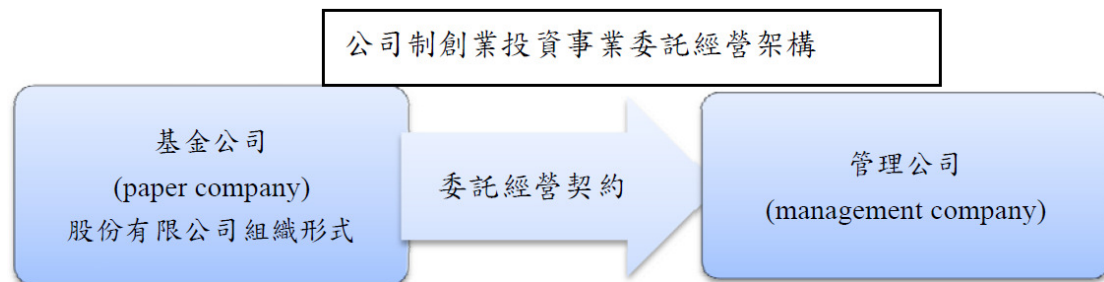 公司制創業投資事業委託經營架構
基金公司
(paper company)
股份有限公司組織形式
委託經營契約
管理公司
(management company)